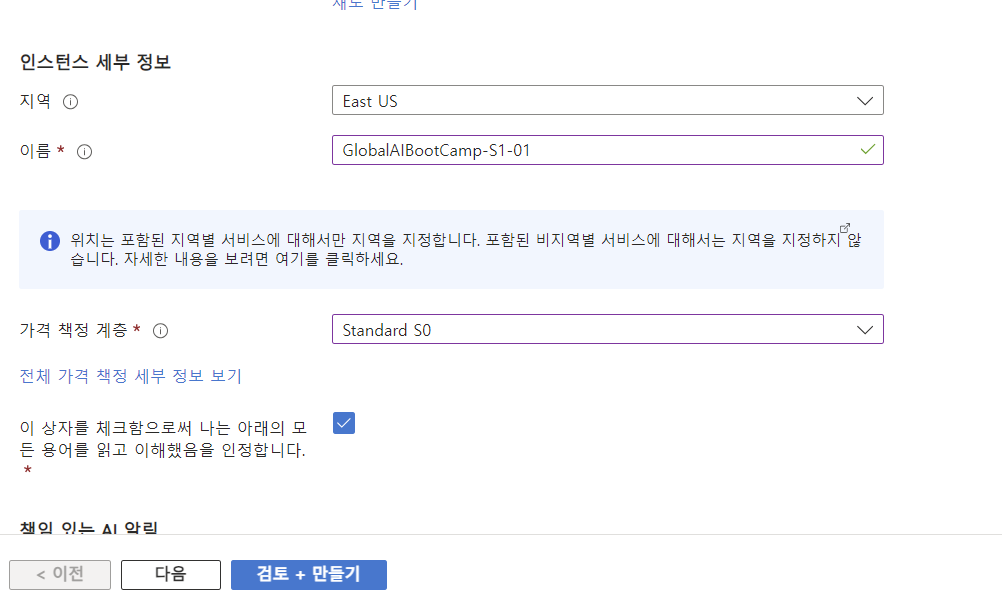 새로 만들기
인스턴스 세부 정보
지역
East US
이름 *
GlobalAIBootCamp-S1-01
위치는 포함된 지역별 서비스에 대해서만 지역을 지정합니다. 포함된 비지역별 서비스에 대해서는 지역을 지정하지 않
습니다. 자세한 내용을 보려면 여기를 클릭하세요.
가격 책정 계층 *
Standard S0
전체 가격 책정 세부 정보 보기
이 상자를 체크함으로써 나는 아래의 모
든 용어를 읽고 이해했음을 인정합니다.
*
책임 있는 AI 알림
< 이전
다음
검토 + 만들기